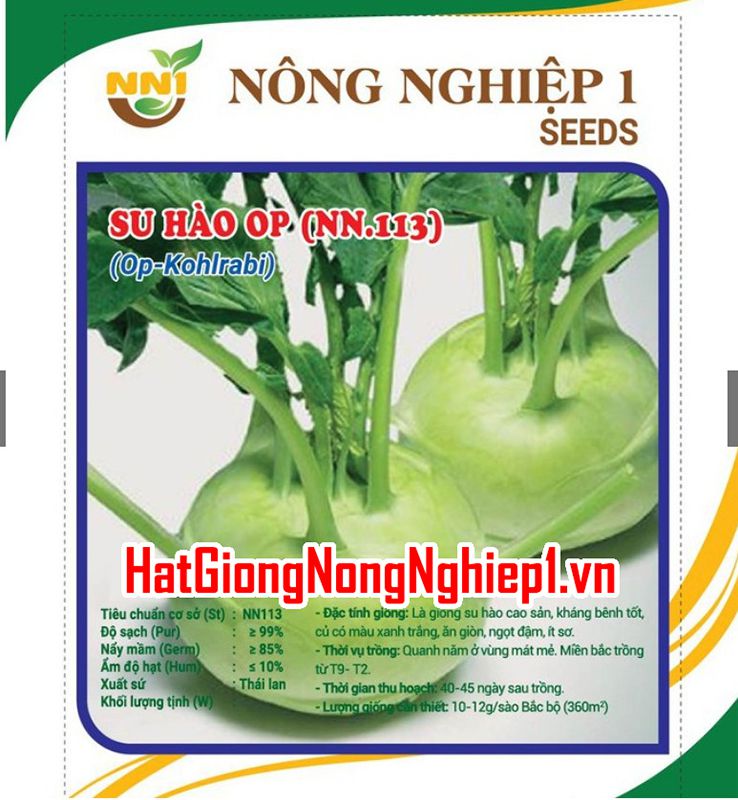 NN1
NÔNG NGHIỆP 1
SEEDS
SU HÀO OP (NN.113)
(Op-Kohlrabi)
HatGiongNongNghiep1.vn
Tiêu chuẩn cơ sở (St) : NN113
Độ sạch (Pur) : ≥ 99%
Nẩy mầm (Germ) : ≥ 85%
Ẩm độ hạt (Hum) : ≤ 10%
Xuất sứ : Thái lan
Khối lượng tịnh (W) :
- Đặc tính giống: Là giống su hào cao sản, kháng bệnh tốt,
củ có màu xanh trắng, ăn giòn, ngọt đậm, ít sơ.
- Thời vụ trồng: Quanh năm ở vùng mát mẻ. Miền bắc trồng
từ T9- T2.
- Thời gian thu hoạch: 40-45 ngày sau trồng.
- Lượng giống cần thiết: 10-12g/sào Bắc bộ (360m²)